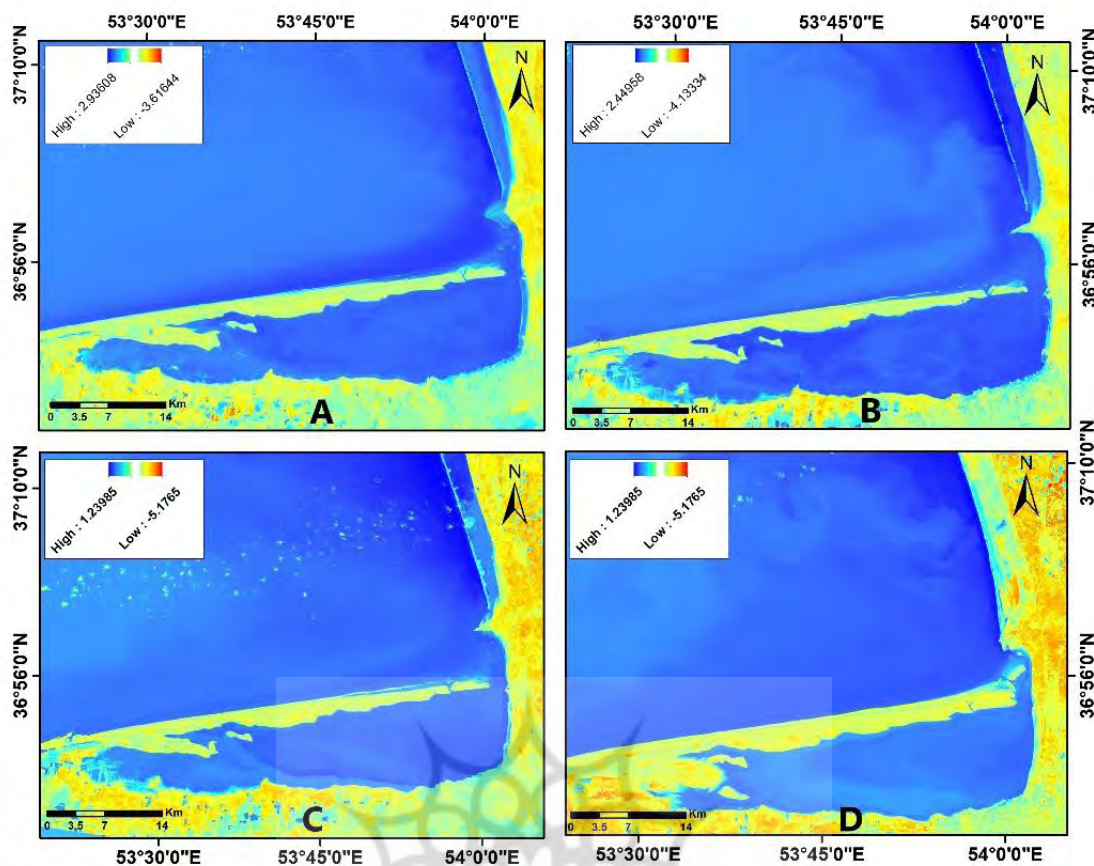 53°30'0"E 53°45'0"E 54°0'0"E 53°30'0"E 53°45'0"E 54°0'0"E
37°10'0"N
36°56'0"N
High : 2.93608
Low : -3.61644
N
0 3.5 7 14 Km
A
High : 2.44958
Low : -4.13334
N
0 3.5 7 14 Km
B
37°10'0"N
36°56'0"N
37°10'0"N
36°56'0"N
High : 1.23985
Low : -5.1765
N
0 3.5 7 14 Km
C
High : 1.23985
Low : -5.1765
N
0 3.5 7 14 Km
D
37°10'0"N
36°56'0"N
53°30'0"E 53°45'0"E 54°0'0"E 53°30'0"E 53°45'0"E 54°0'0"E